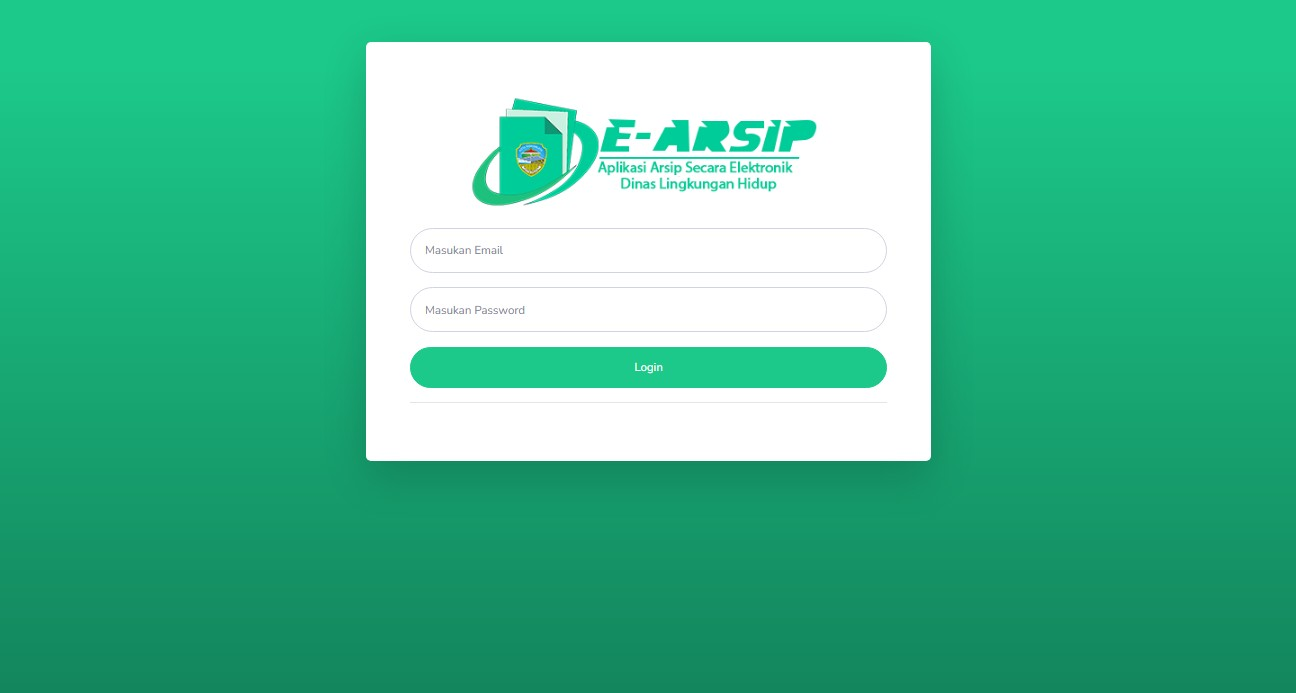 E-ARSIP
Aplikasi Arsip Secara Elektronik
Dinas Lingkungan Hidup
Masukan Email
Masukan Password
Login